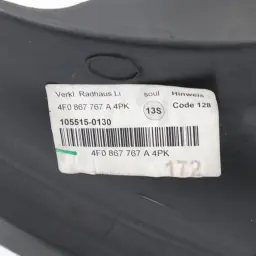 Verkl Radhaus Li soul Hinweis
4F0 867 767 A 4PK 13S Code 128
105515-0130
4F0 867 767 A 4PK
172